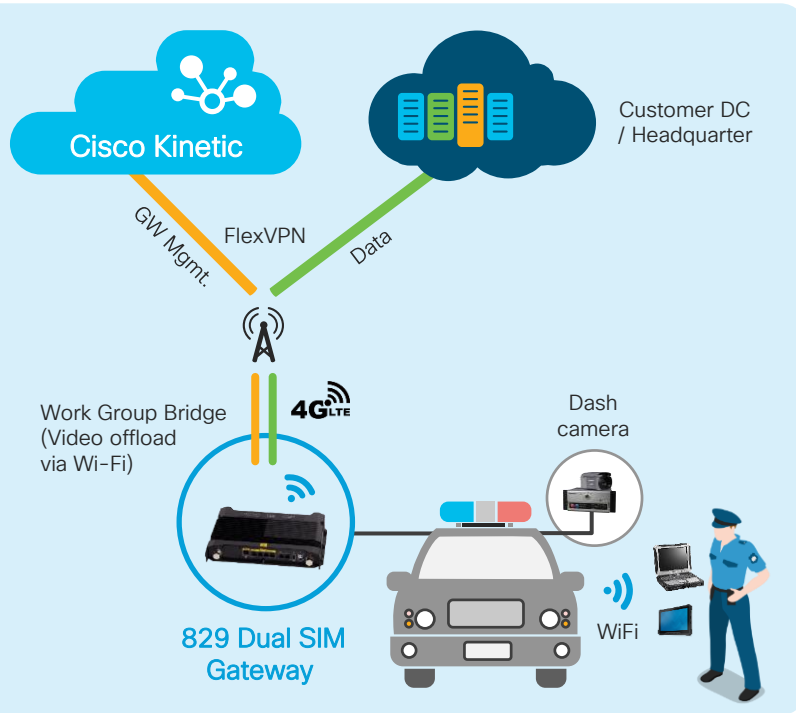 Cisco Kinetic
Customer DC
/ Headquarter
GW Mgmt.
FlexVPN
Data
4G LTE
Work Group Bridge
(Video offload
via Wi-Fi)
Dash
camera
WiFi
829 Dual SIM
Gateway